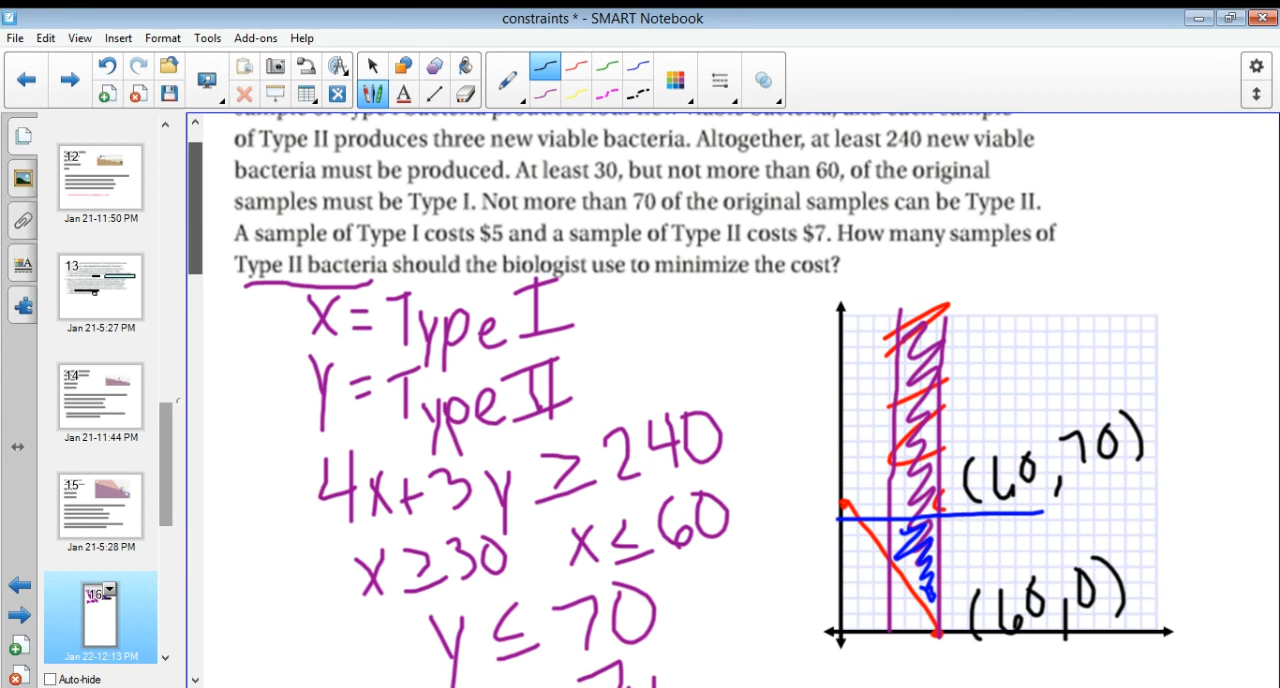 constraints * - SMART Notebook
File Edit View Insert Format Tools Add-ons Help
of Type II produces three new viable bacteria. Altogether, at least 240 new viable
bacteria must be produced. At least 30, but not more than 60, of the original
samples must be Type I. Not more than 70 of the original samples can be Type II.
A sample of Type I costs $5 and a sample of Type II costs $7. How many samples of
Type II bacteria should the biologist use to minimize the cost?
X = Type I
Y = Type II
4x+3y ≥ 240
x ≥ 30 x ≤ 60
y ≤ 70
(60,70)
(60,0)
12
Jan 21-11:50 PM
13
Jan 21-5:27 PM
14
Jan 21-11:44 PM
15
Jan 21-5:28 PM
16
Jan 22-12:13 PM
Auto-hide